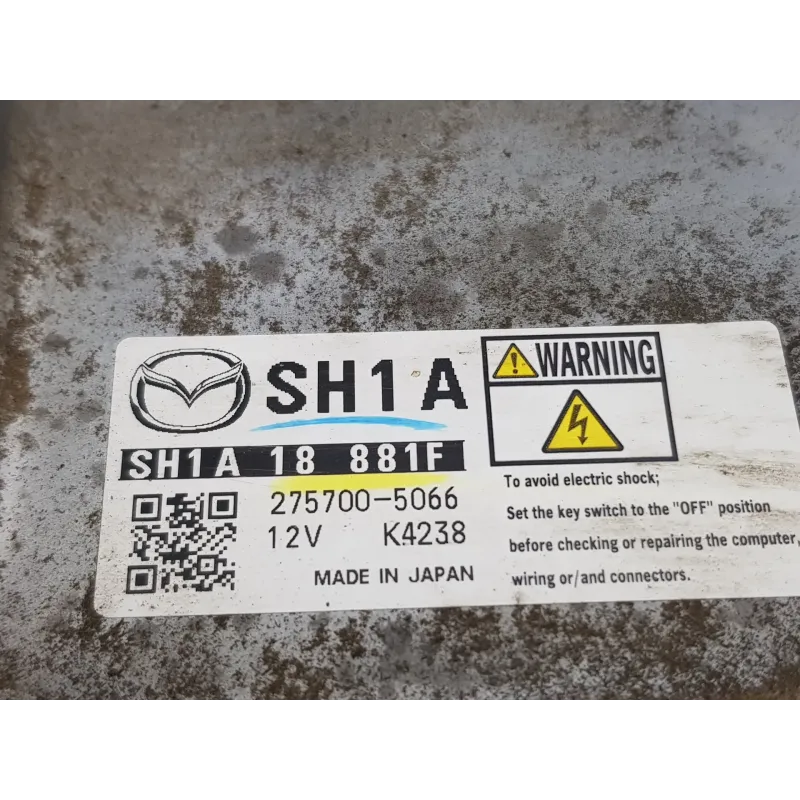 SH1A
SH1A 18 881F
275700-5066
12V K4238
MADE IN JAPAN
WARNING
To avoid electric shock;
Set the key switch to the "OFF" position
before checking or repairing the computer,
wiring or/and connectors.